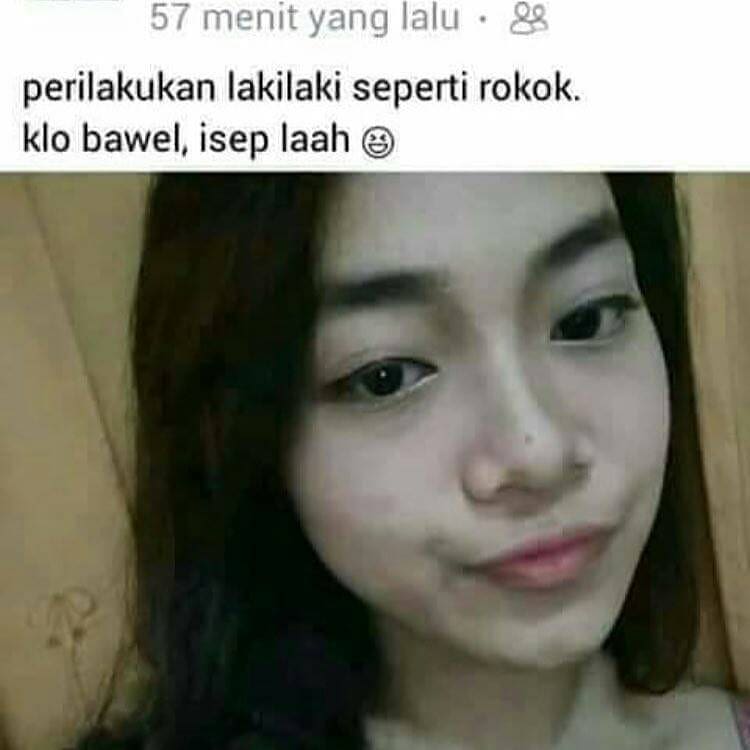 57 menit yang lalu ·
perilakukan lakilaki seperti rokok.
klo bawel, isep laah 😆